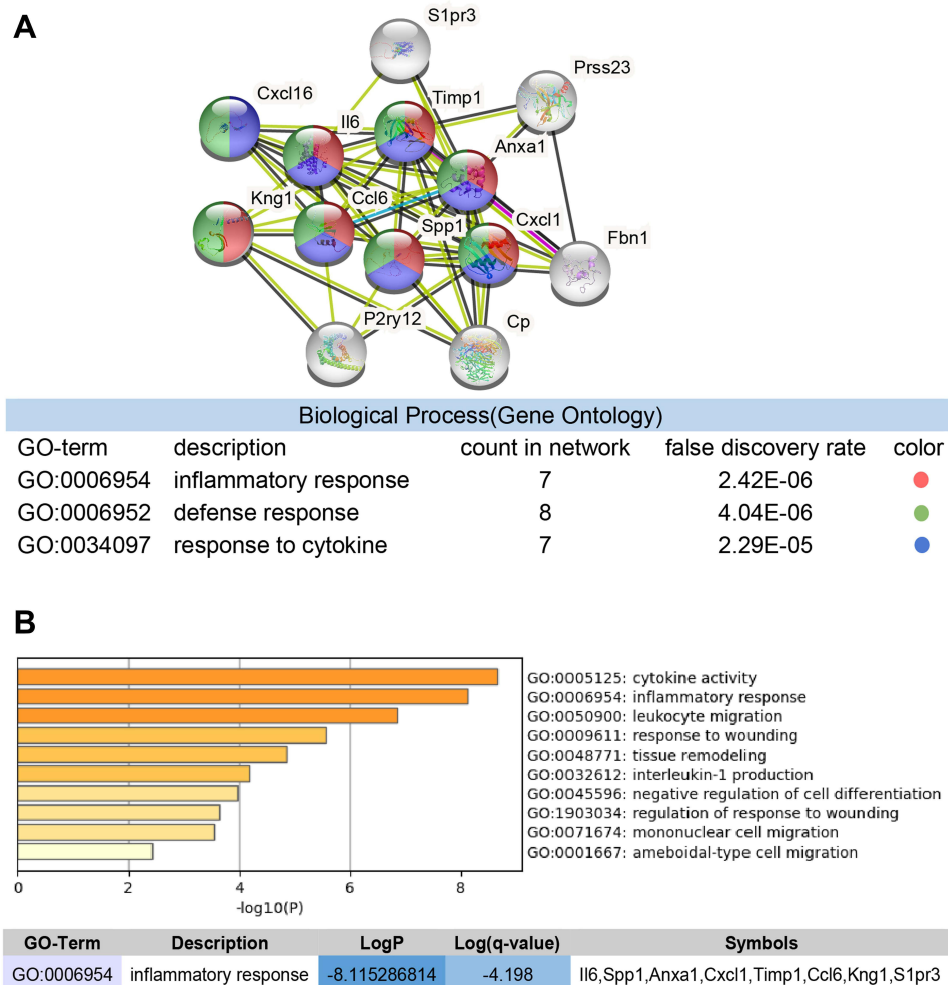 A
S1pr3
Prss23
Cxcl16
Timp1
Il6
Anxa1
Kng1
Ccl6
Spp1
Cxcl1
Fbn1
P2ry12
Cp
Biological Process(Gene Ontology)
GO-term description count in network false discovery rate color
GO:0006954 inflammatory response 7 2.42E-06
GO:0006952 defense response 8 4.04E-06
GO:0034097 response to cytokine 7 2.29E-05
B
GO:0005125: cytokine activity
GO:0006954: inflammatory response
GO:0050900: leukocyte migration
GO:0009611: response to wounding
GO:0048771: tissue remodeling
GO:0032612: interleukin-1 production
GO:0045596: negative regulation of cell differentiation
GO:1903034: regulation of response to wounding
GO:0071674: mononuclear cell migration
GO:0001667: ameboidal-type cell migration
0 2 4 6 8
-log10(P)
GO-Term Description LogP Log(q-value) Symbols
GO:0006954 inflammatory response -8.115286814 -4.198 Il6,Spp1,Anxa1,Cxcl1,Timp1,Ccl6,Kng1,S1pr3